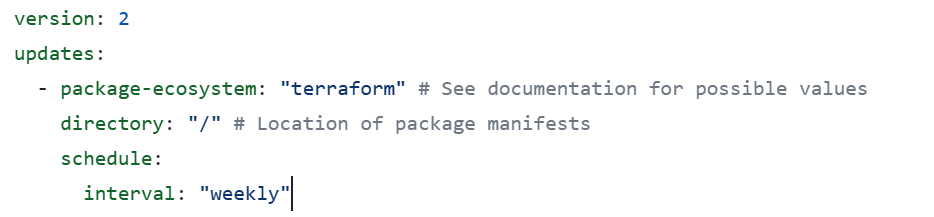 version: 2
updates:
  - package-ecosystem: "terraform" # See documentation for possible values
    directory: "/" # Location of package manifests
    schedule:
      interval: "weekly"